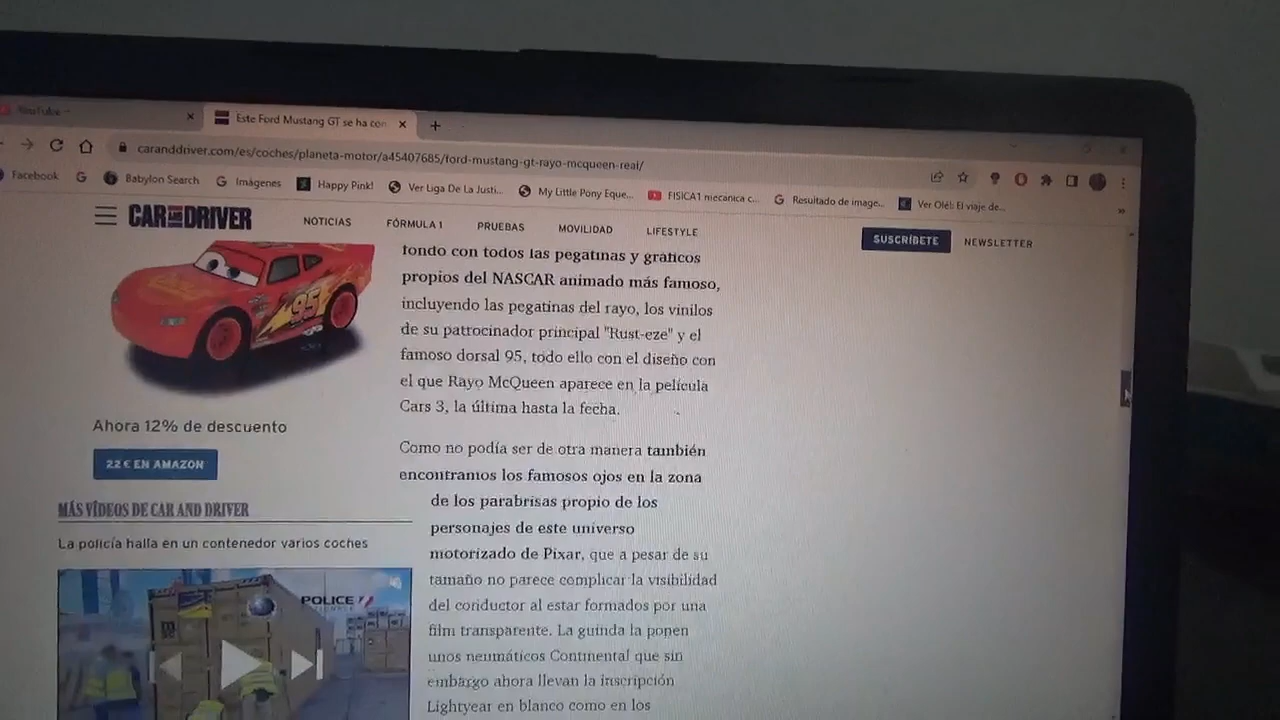 YouTube
Este Ford Mustang GT se ha con
caranddriver.com/es/coches/planeta-motor/a45407685/ford-mustang-gt-rayo-mcqueen-real/
Facebook
Babylon Search
Imágenes
Happy Pink!
Ver Liga De La Justi...
My Little Pony Eque...
FISICA1 mecanica c...
Resultado de image...
Ver Olé!: El viaje de...
CAR AND DRIVER
NOTICIAS
FÓRMULA 1
PRUEBAS
MOVILIDAD
LIFESTYLE
SUSCRÍBETE
NEWSLETTER
95
Ahora 12% de descuento
22 € EN AMAZON
MÁS VÍDEOS DE CAR AND DRIVER
La policía halla en un contenedor varios coches
POLICE
fondo con todos las pegatinas y gráficos
propios del NASCAR animado más famoso,
incluyendo las pegatinas del rayo, los vinilos
de su patrocinador principal "Rust-eze" y el
famoso dorsal 95, todo ello con el diseño con
el que Rayo McQueen aparece en la película
Cars 3, la última hasta la fecha.
Como no podía ser de otra manera también
encontramos los famosos ojos en la zona
de los parabrisas propio de los
personajes de este universo
motorizado de Pixar, que a pesar de su
tamaño no parece complicar la visibilidad
del conductor al estar formados por una
film transparente. La guinda la ponen
unos neumáticos Continental que sin
embargo ahora llevan la inscripción
Lightyear en blanco como en los